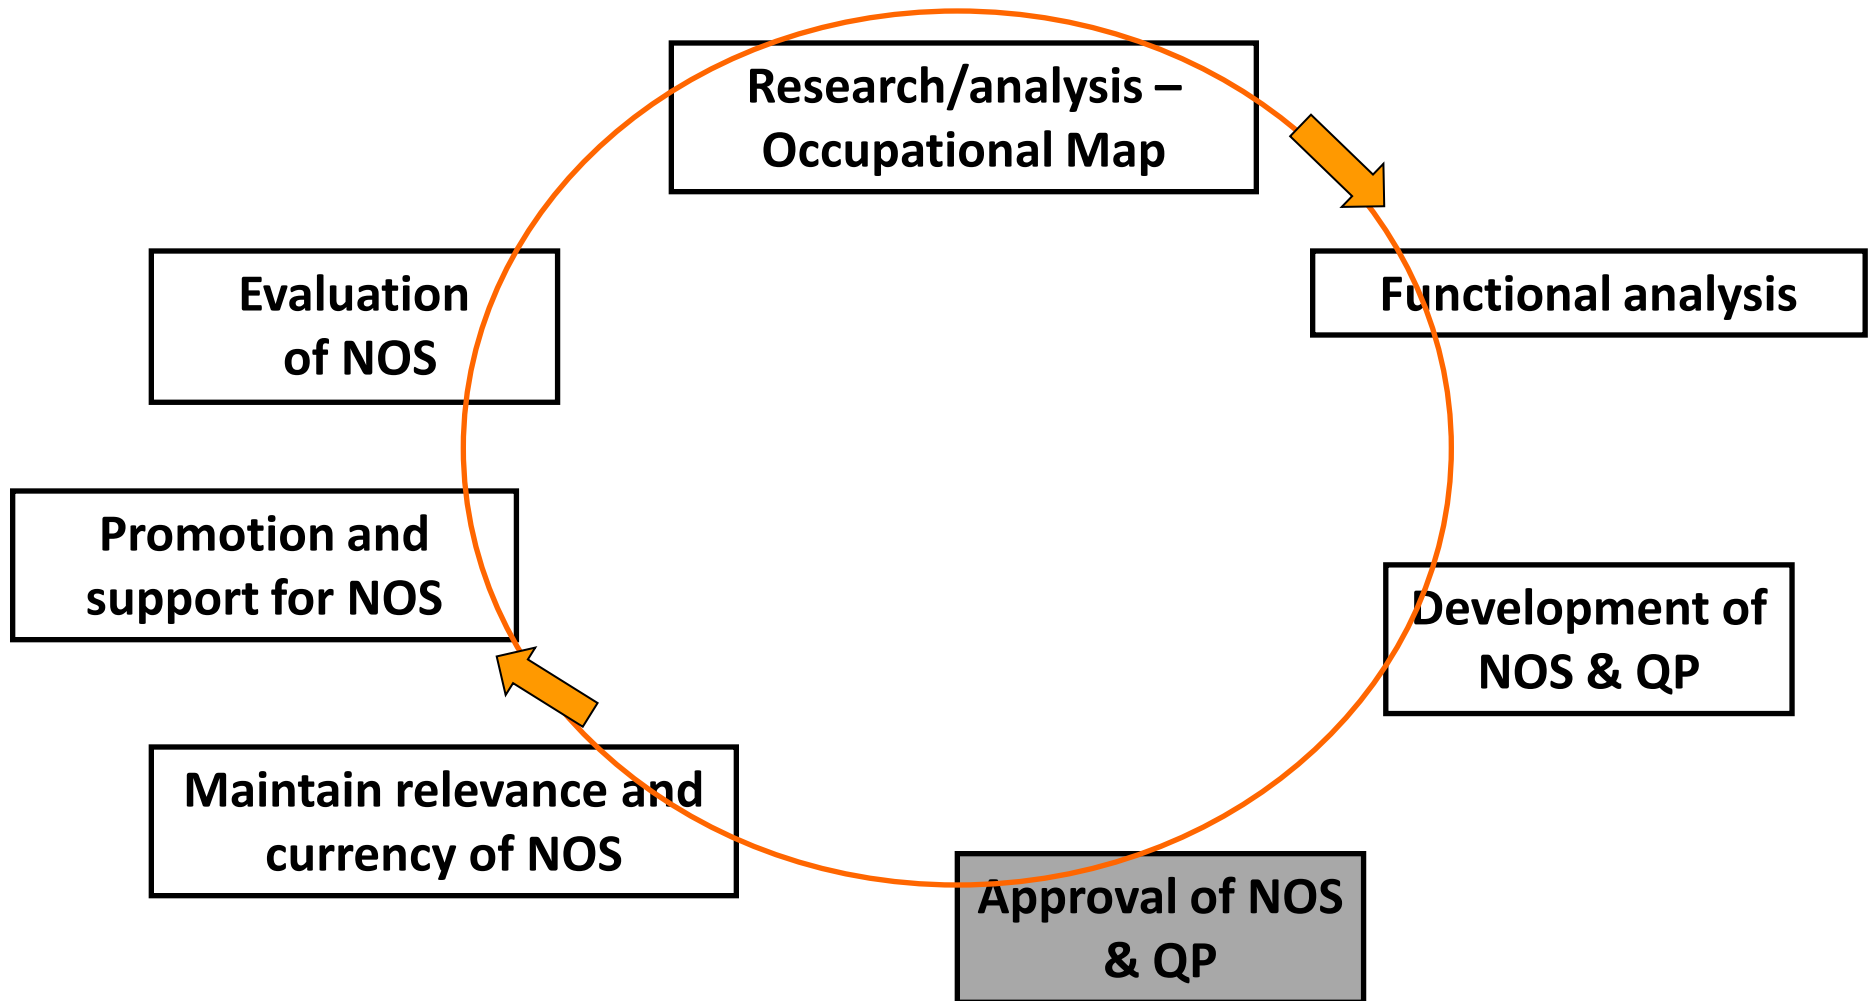 Research/analysis –
Occupational Map
Functional analysis
Development of
NOS & QP
Approval of NOS
& QP
Maintain relevance and
currency of NOS
Promotion and
support for NOS
Evaluation
of NOS